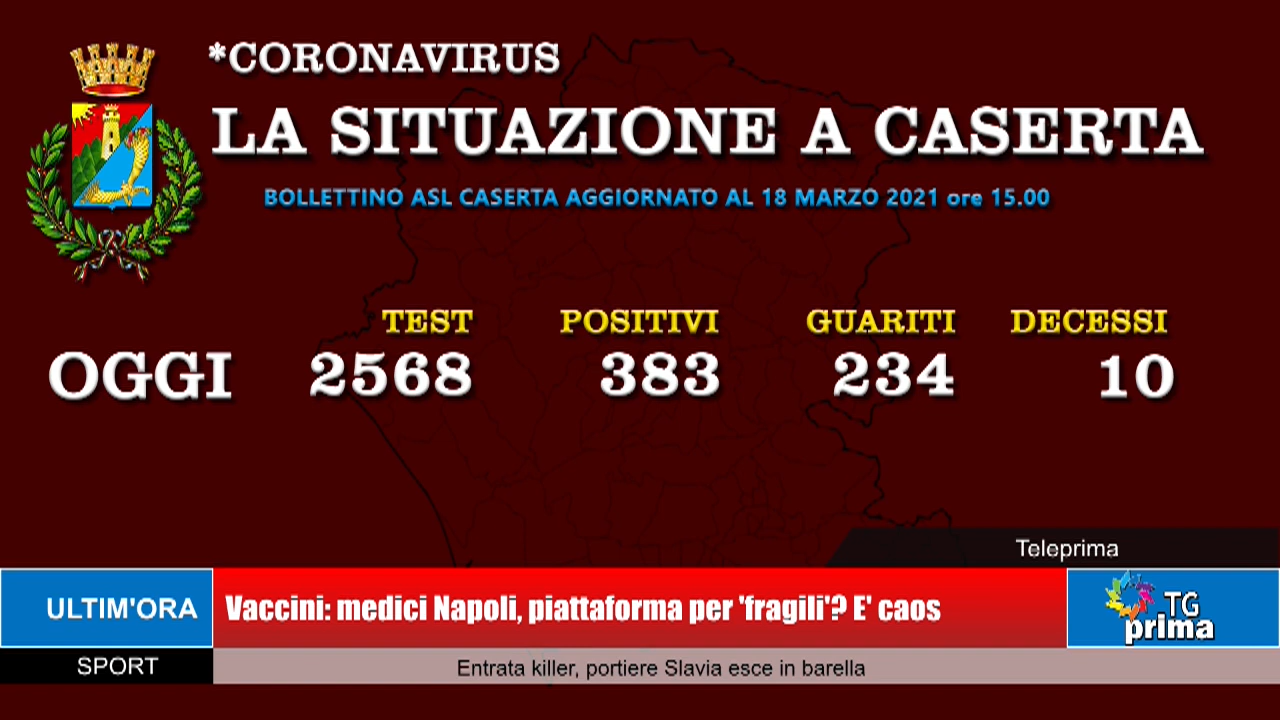 *CORONAVIRUS
LA SITUAZIONE A CASERTA
BOLLETTINO ASL CASERTA AGGIORNATO AL 18 MARZO 2021 ore 15.00
TEST POSITIVI GUARITI DECESSI
OGGI 2568 383 234 10
Teleprima
ULTIM'ORA Vaccini: medici Napoli, piattaforma per 'fragili'? E' caos
TG
prima
SPORT Entrata killer, portiere Slavia esce in barella